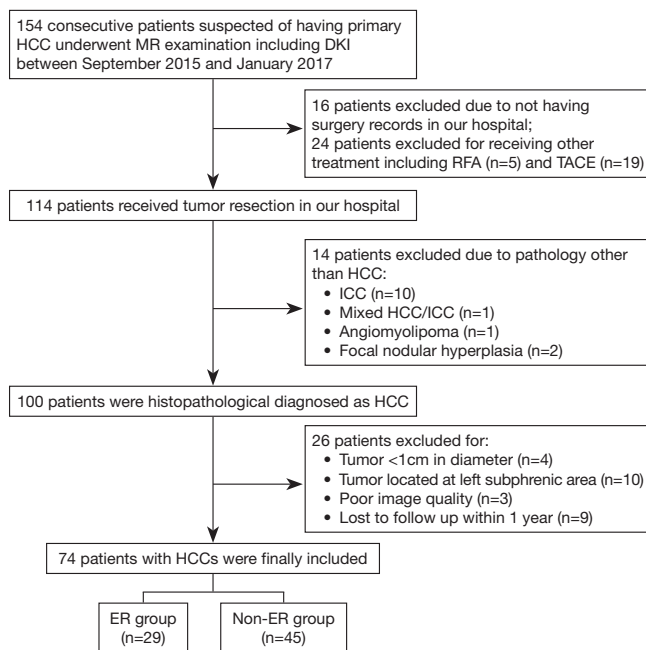 154 consecutive patients suspected of having primary
HCC underwent MR examination including DKI
between September 2015 and January 2017
16 patients excluded due to not having
surgery records in our hospital;
24 patients excluded for receiving other
treatment including RFA (n=5) and TACE (n=19)
114 patients received tumor resection in our hospital
14 patients excluded due to pathology other
than HCC:
• ICC (n=10)
• Mixed HCC/ICC (n=1)
• Angiomyolipoma (n=1)
• Focal nodular hyperplasia (n=2)
100 patients were histopathological diagnosed as HCC
26 patients excluded for:
• Tumor <1cm in diameter (n=4)
• Tumor located at left subphrenic area (n=10)
• Poor image quality (n=3)
• Lost to follow up within 1 year (n=9)
74 patients with HCCs were finally included
ER group
(n=29)
Non-ER group
(n=45)